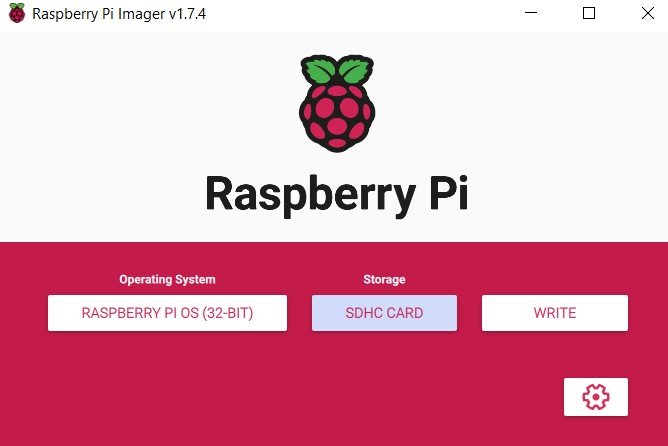 Raspberry Pi Imager v1.7.4
Raspberry Pi
Operating System
Storage
RASPBERRY PI OS (32-BIT)
SDHC CARD
WRITE